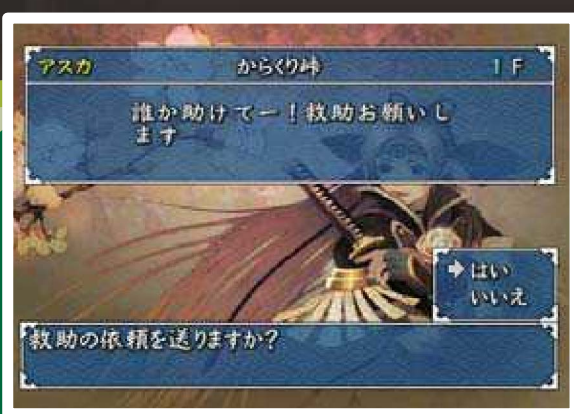 アスカ からくり峠 1F
誰か助けてー！救助お願いし
ます
はい
いいえ
救助の依頼を送りますか？